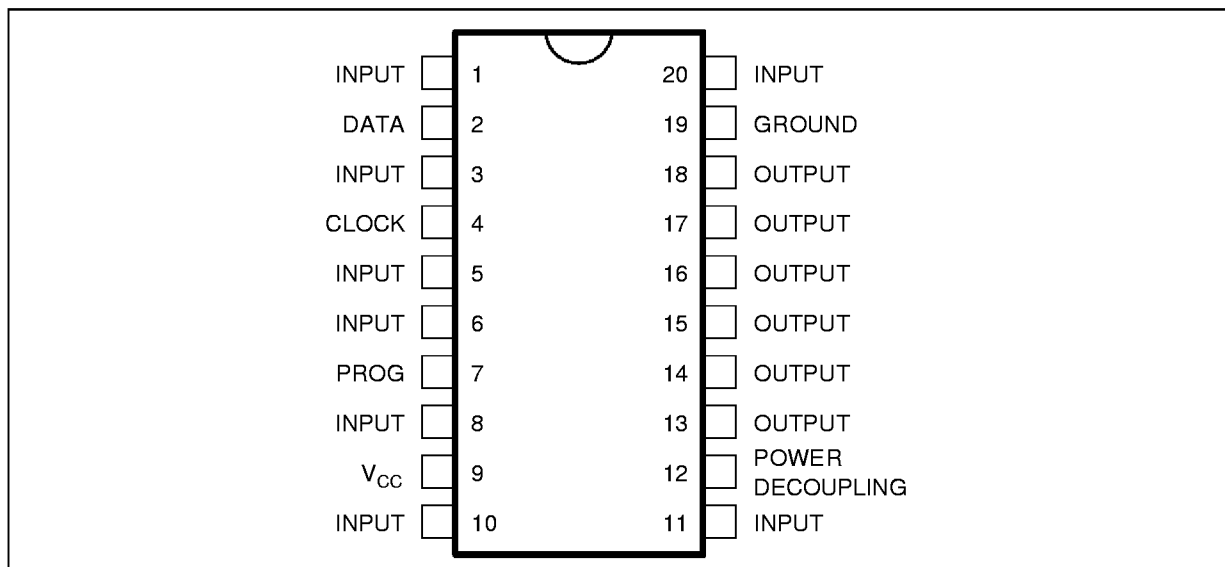 INPUT 1 20 INPUT
DATA 2 19 GROUND
INPUT 3 18 OUTPUT
CLOCK 4 17 OUTPUT
INPUT 5 16 OUTPUT
INPUT 6 15 OUTPUT
PROG 7 14 OUTPUT
INPUT 8 13 OUTPUT
VCC 9 12 POWER
DECOUPLING
INPUT 10 11 INPUT